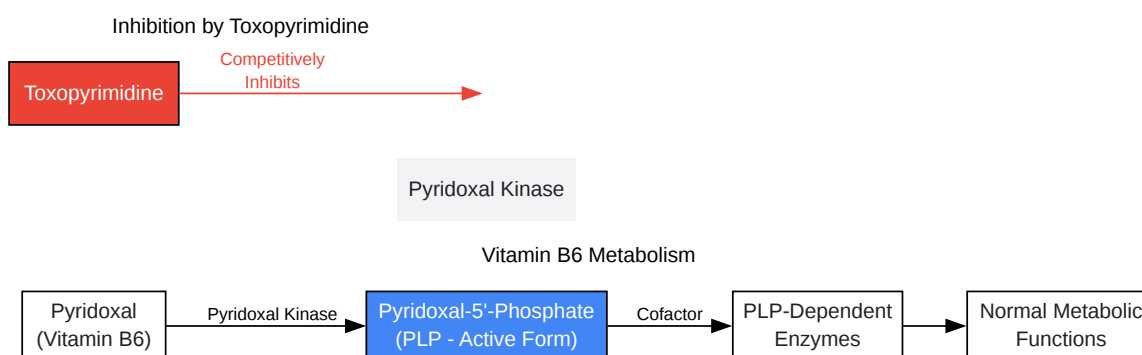 Inhibition by Toxopyrimidine
Competitively
Inhibits
Toxopyrimidine
Pyridoxal Kinase
Vitamin B6 Metabolism
Pyridoxal
(Vitamin B6)
Pyridoxal Kinase
Pyridoxal-5'-Phosphate
(PLP - Active Form)
Cofactor
PLP-Dependent
Enzymes
Normal Metabolic
Functions